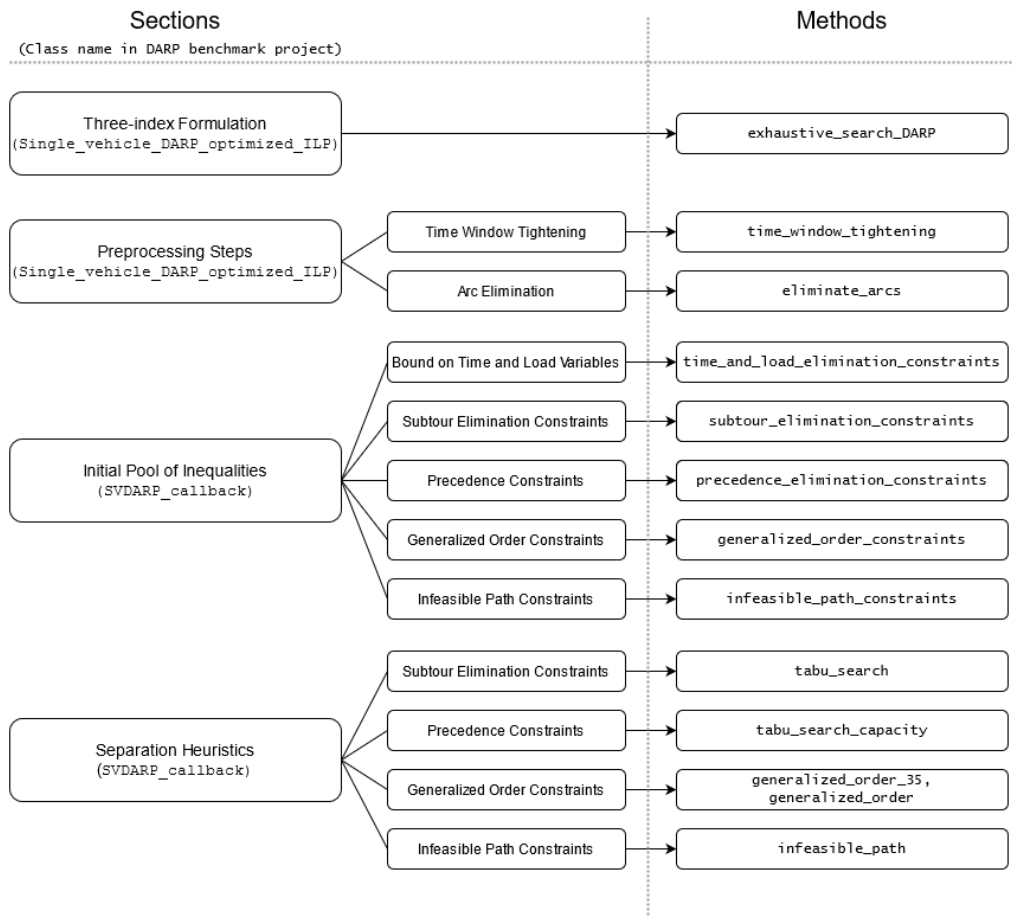 Sections
Methods
(Class name in DARP benchmark project)
Three-index Formulation
(Single_vehicle_DARP_optimized_ILP)
exhaustive_search_DARP
Preprocessing Steps
(Single_vehicle_DARP_optimized_ILP)
Time Window Tightening
time_window_tightening
Arc Elimination
eliminate_arcs
Initial Pool of Inequalities
(SVDARP_callback)
Bound on Time and Load Variables
time_and_load_elimination_constraints
Subtour Elimination Constraints
subtour_elimination_constraints
Precedence Constraints
precedence_elimination_constraints
Generalized Order Constraints
generalized_order_constraints
Infeasible Path Constraints
infeasible_path_constraints
Separation Heuristics
(SVDARP_callback)
Subtour Elimination Constraints
tabu_search
Precedence Constraints
tabu_search_capacity
Generalized Order Constraints
generalized_order_35,
generalized_order
Infeasible Path Constraints
infeasible_path